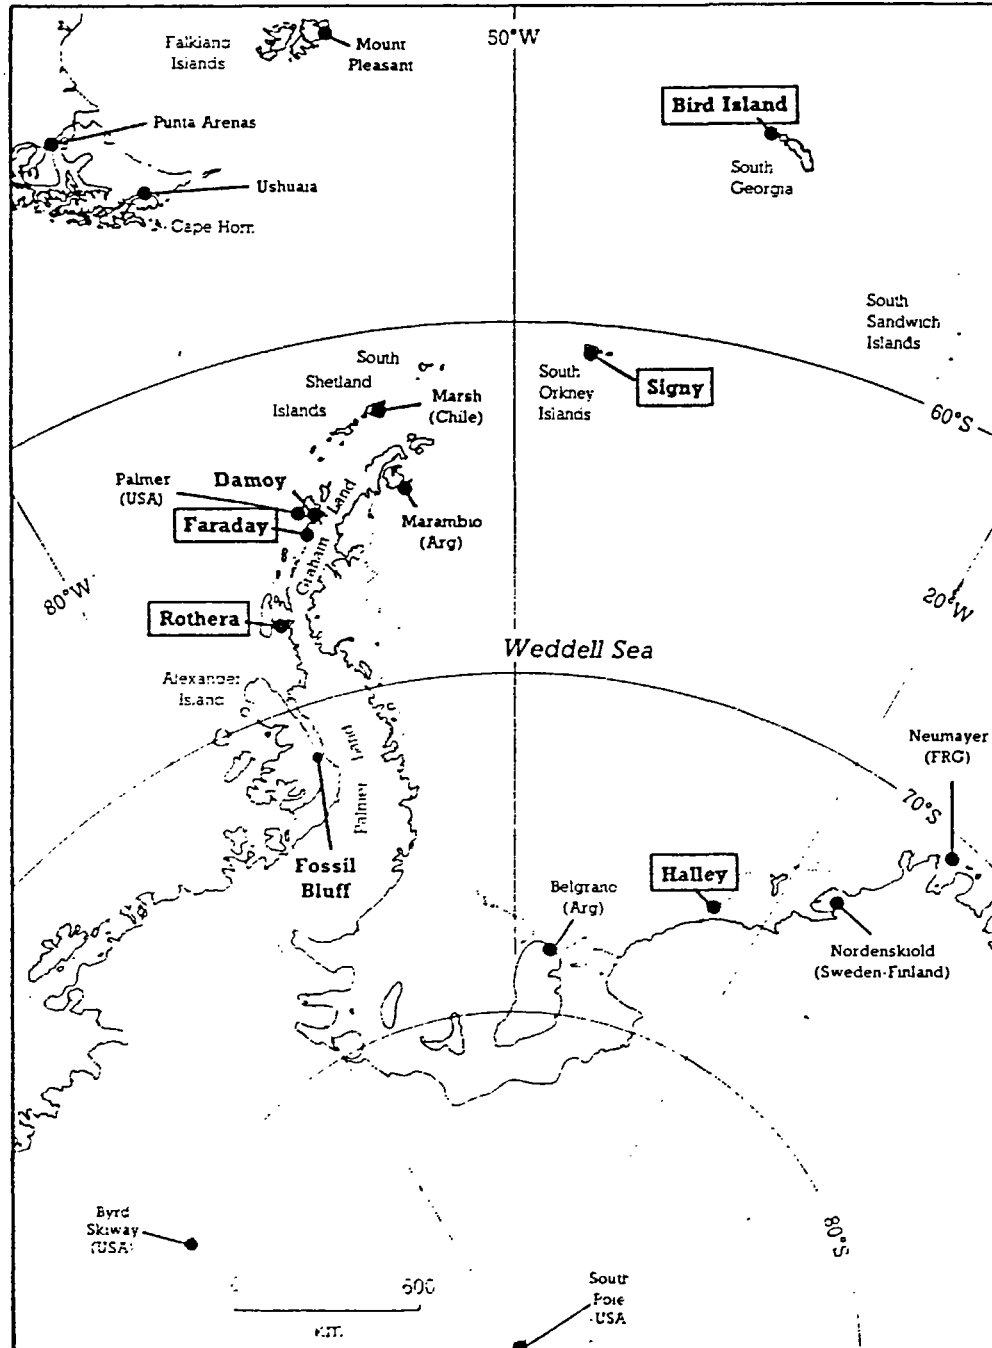 Falkland
Islands
Mount
Pleasant
50°W
Bird Island
South
Georgia
Punta Arenas
Ushuaia
Cape Horn
South
Sandwich
Islands
South
Shetland
Islands
Marsh
(Chile)
South
Orkney
Islands
Signy
60°S
Palmer
(USA)
Damoy
Faraday
Graham
Land
Marambio
(Arg)
80°W
20°W
Rothera
Weddell Sea
Alexander
Island
Palmer
Land
Neumayer
(FRG)
70°S
Fossil
Bluff
Halley
Belgrano
(Arg)
Nordenskiold
(Sweden-Finland)
Byrd
Skiway
(USA)
80°S
South
Pole
USA